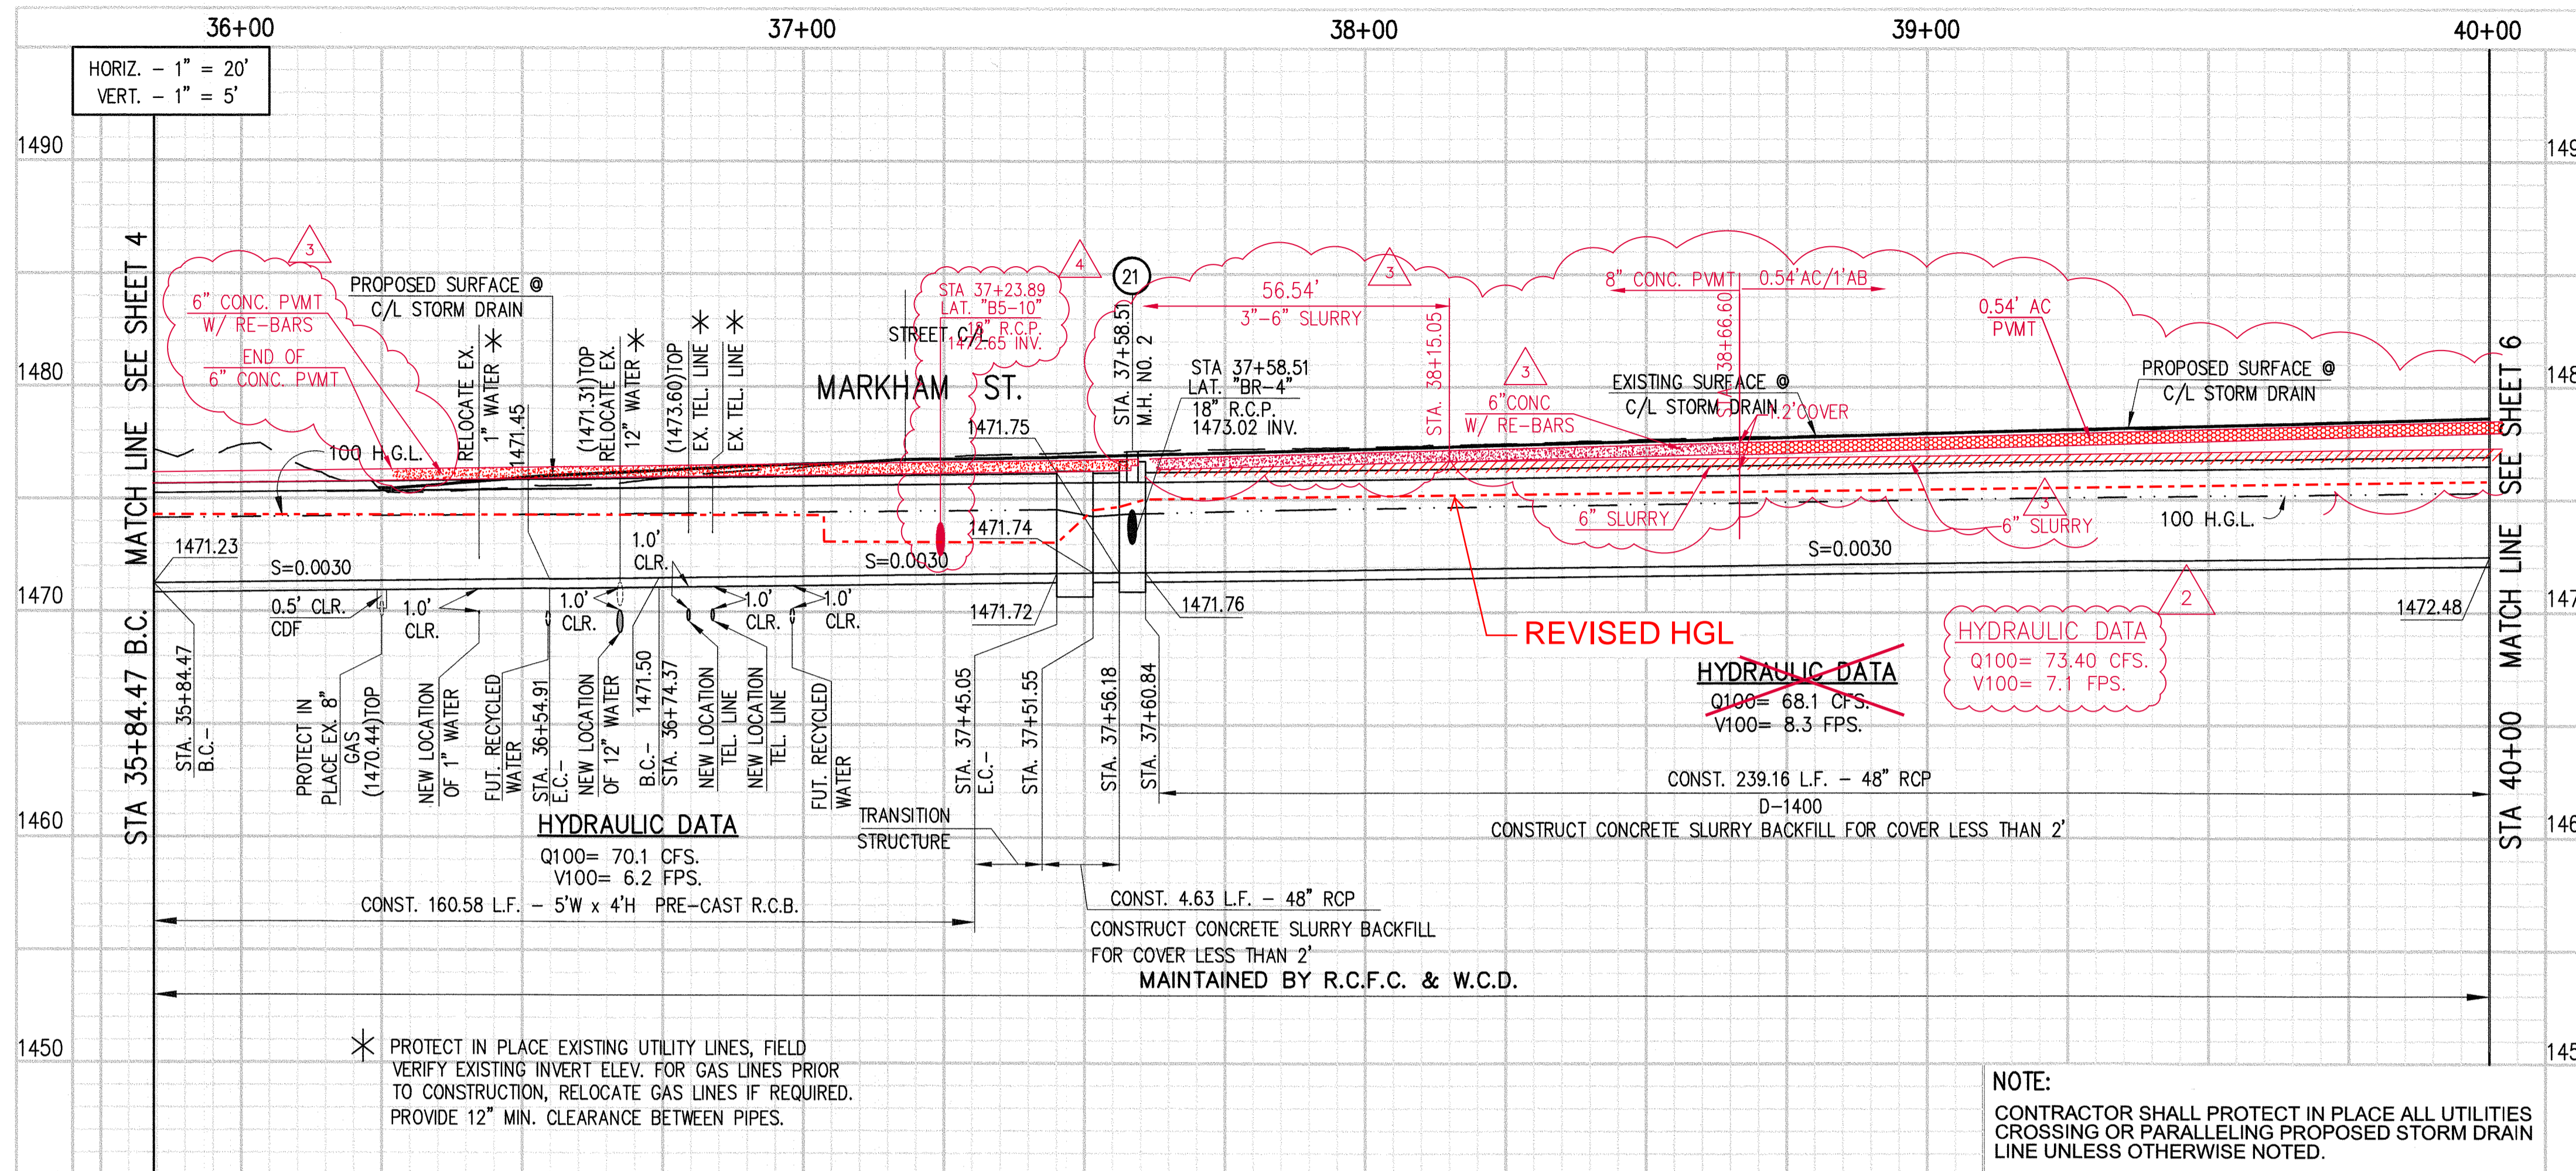 36+00
37+00
38+00
39+00
40+00
HORIZ. - 1" = 20'
VERT. - 1" = 5'
1490
1480
1470
1460
1450
STA 35+84.47 B.C. MATCH LINE SEE SHEET 4
3
6" CONC. PVMT
W/ RE-BARS
END OF
6" CONC. PVMT
PROPOSED SURFACE @
C/L STORM DRAIN
100 H.G.L.
RELOCATE EX.
1" WATER *
1471.45
(1471.31)TOP
RELOCATE EX.
12" WATER *
(1473.60)TOP
EX. TEL. LINE *
EX. TEL. LINE *
STREET C/L
MARKHAM ST.
4
STA 37+23.89
LAT. "B5-10"
18" R.C.P.
1472.65 INV.
21
STA. 37+58.51
M.H. NO. 2
1471.75
1471.74
1471.72
1471.76
STA 37+58.51
LAT. "BR-4"
18" R.C.P.
1473.02 INV.
56.54'
3"-6" SLURRY
3
STA. 38+15.05
8" CONC. PVMT
0.54'AC/1'AB
STA. 38+66.60
3
6"CONC
W/ RE-BARS
EXISTING SURFACE @
C/L STORM DRAIN
1.2'COVER
0.54' AC
PVMT
PROPOSED SURFACE @
C/L STORM DRAIN
6" SLURRY
3
6" SLURRY
100 H.G.L.
1471.23
S=0.0030
S=0.0030
S=0.0030
0.5' CLR.
CDF
1.0'
CLR.
1.0'
CLR.
1.0'
CLR.
1.0'
CLR.
1.0'
CLR.
STA. 35+84.47
B.C.-
PROTECT IN
PLACE EX. 8"
GAS
(1470.44)TOP
NEW LOCATION
OF 1" WATER
FUT. RECYCLED
WATER
STA. 36+54.91
E.C.-
NEW LOCATION
OF 12" WATER
1471.50
B.C.-
STA. 36+74.37
NEW LOCATION
TEL. LINE
NEW LOCATION
TEL. LINE
FUT. RECYCLED
WATER
STA. 37+45.05
E.C.-
STA. 37+51.55
STA. 37+56.18
STA. 37+60.84
REVISED HGL
HYDRAULIC DATA
Q100= 68.1 CFS.
V100= 8.3 FPS.
2
HYDRAULIC DATA
Q100= 73.40 CFS.
V100= 7.1 FPS.
1472.48
STA 40+00 MATCH LINE SEE SHEET 6
HYDRAULIC DATA
Q100= 70.1 CFS.
V100= 6.2 FPS.
CONST. 160.58 L.F. - 5'W x 4'H PRE-CAST R.C.B.
TRANSITION
STRUCTURE
CONST. 239.16 L.F. - 48" RCP
D-1400
CONSTRUCT CONCRETE SLURRY BACKFILL FOR COVER LESS THAN 2'
CONST. 4.63 L.F. - 48" RCP
CONSTRUCT CONCRETE SLURRY BACKFILL
FOR COVER LESS THAN 2'
MAINTAINED BY R.C.F.C. & W.C.D.
* PROTECT IN PLACE EXISTING UTILITY LINES, FIELD
VERIFY EXISTING INVERT ELEV. FOR GAS LINES PRIOR
TO CONSTRUCTION, RELOCATE GAS LINES IF REQUIRED.
PROVIDE 12" MIN. CLEARANCE BETWEEN PIPES.
NOTE:
CONTRACTOR SHALL PROTECT IN PLACE ALL UTILITIES
CROSSING OR PARALLELING PROPOSED STORM DRAIN
LINE UNLESS OTHERWISE NOTED.